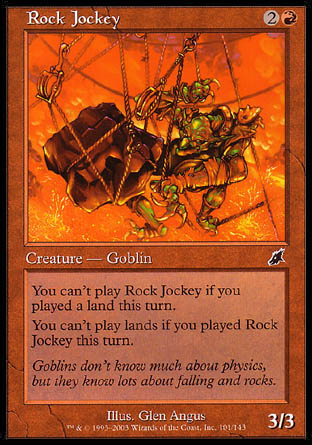 Rock Jockey 2
Creature — Goblin
You can't play Rock Jockey if you
played a land this turn.
You can't play lands if you played Rock
Jockey this turn.
Goblins don't know much about physics,
but they know lots about falling and rocks.
Illus. Glen Angus
™ & © 1993-2003 Wizards of the Coast, Inc. 101/143
3/3